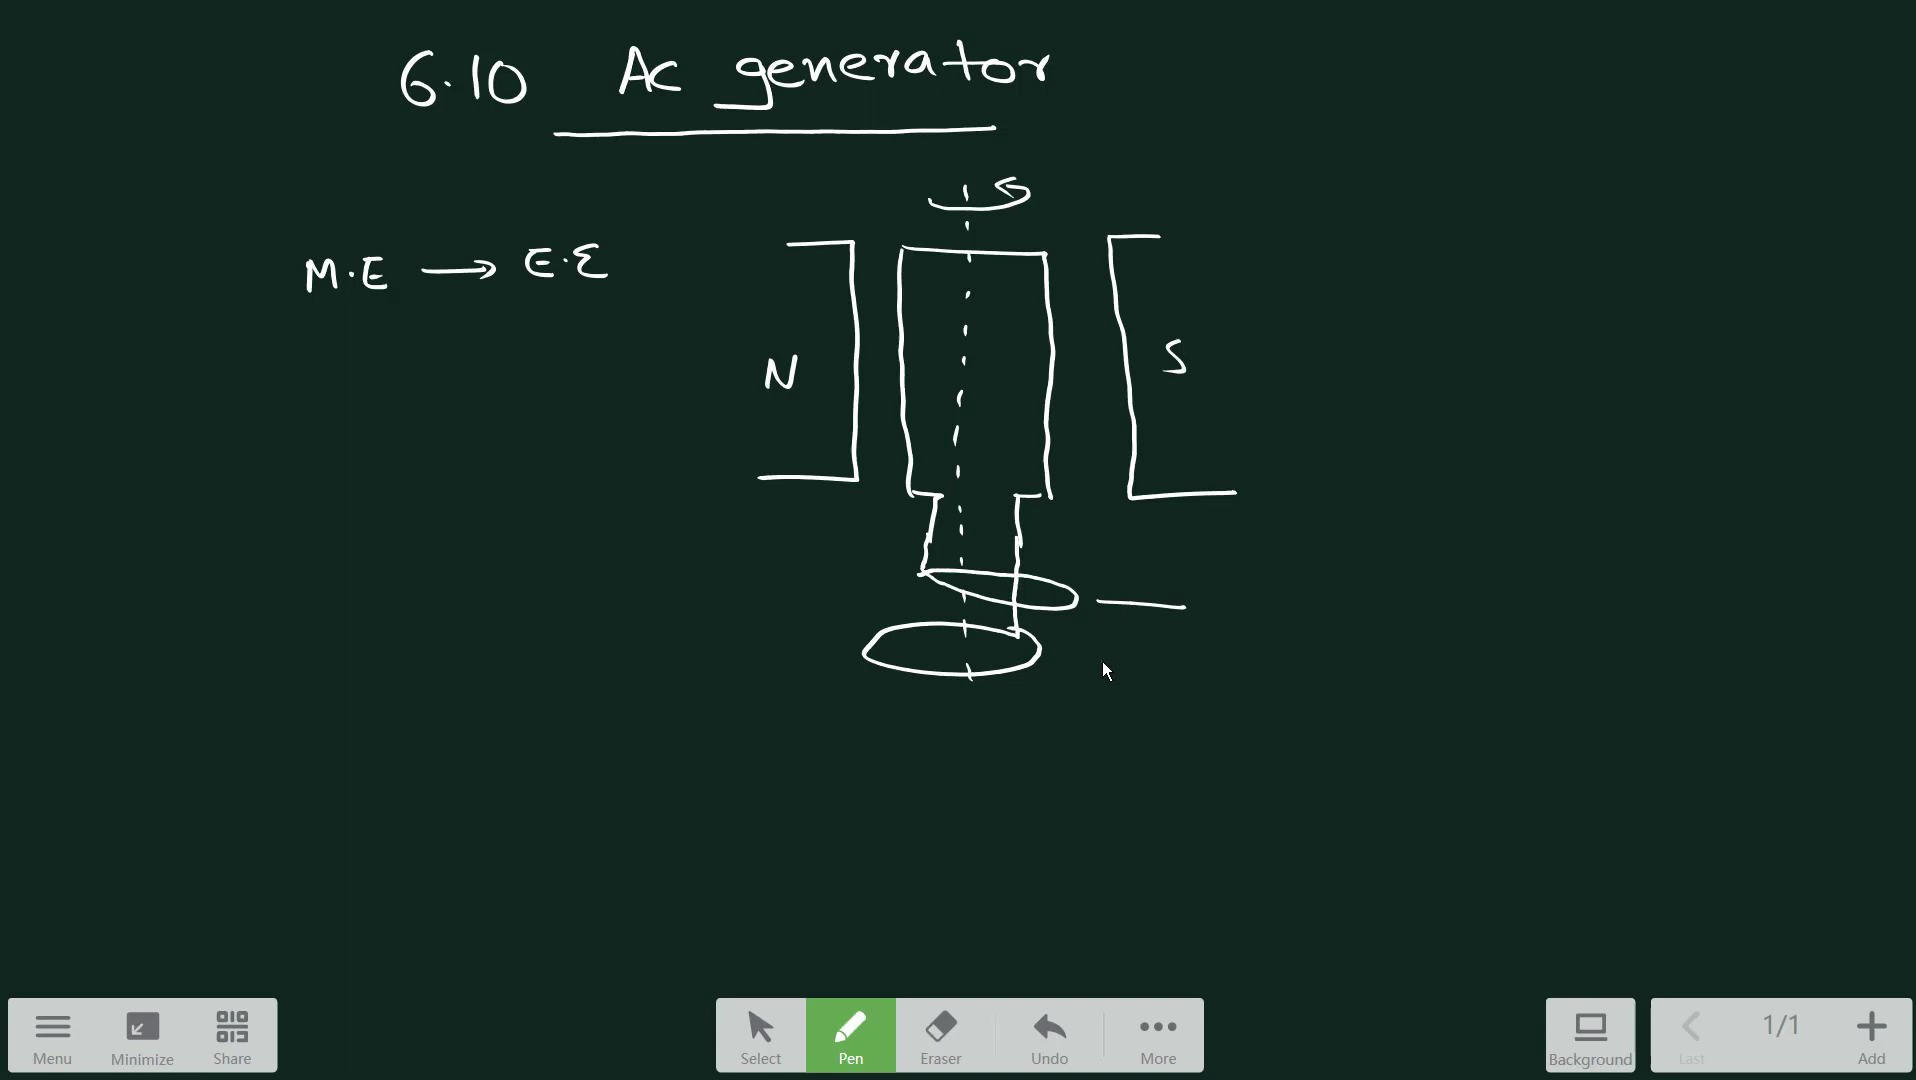 6.10 Ac generator
M.E → E.E
N
S
Menu
Minimize
Share
Select
Pen
Eraser
Undo
More
Background
Last
1/1
Add